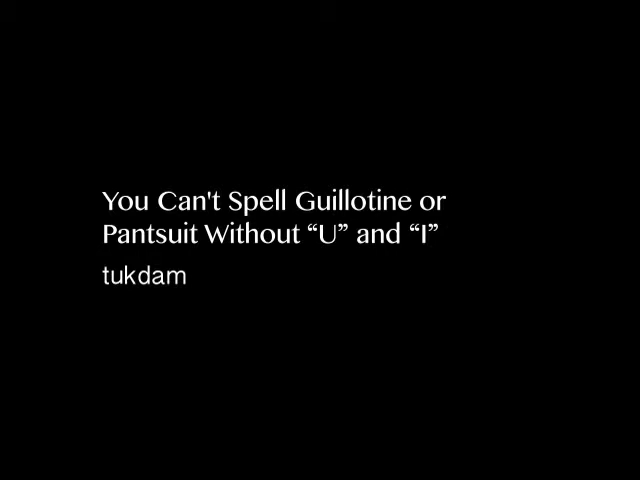 You Can't Spell Guillotine or
Pantsuit Without “U” and “I”
tukdam